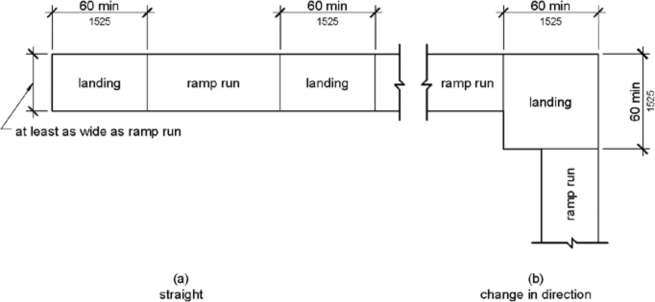 60 min
1525
60 min
1525
60 min
1525
landing
ramp run
landing
ramp run
landing
60 min
1525
at least as wide as ramp run
ramp run
(a)
straight
(b)
change in direction